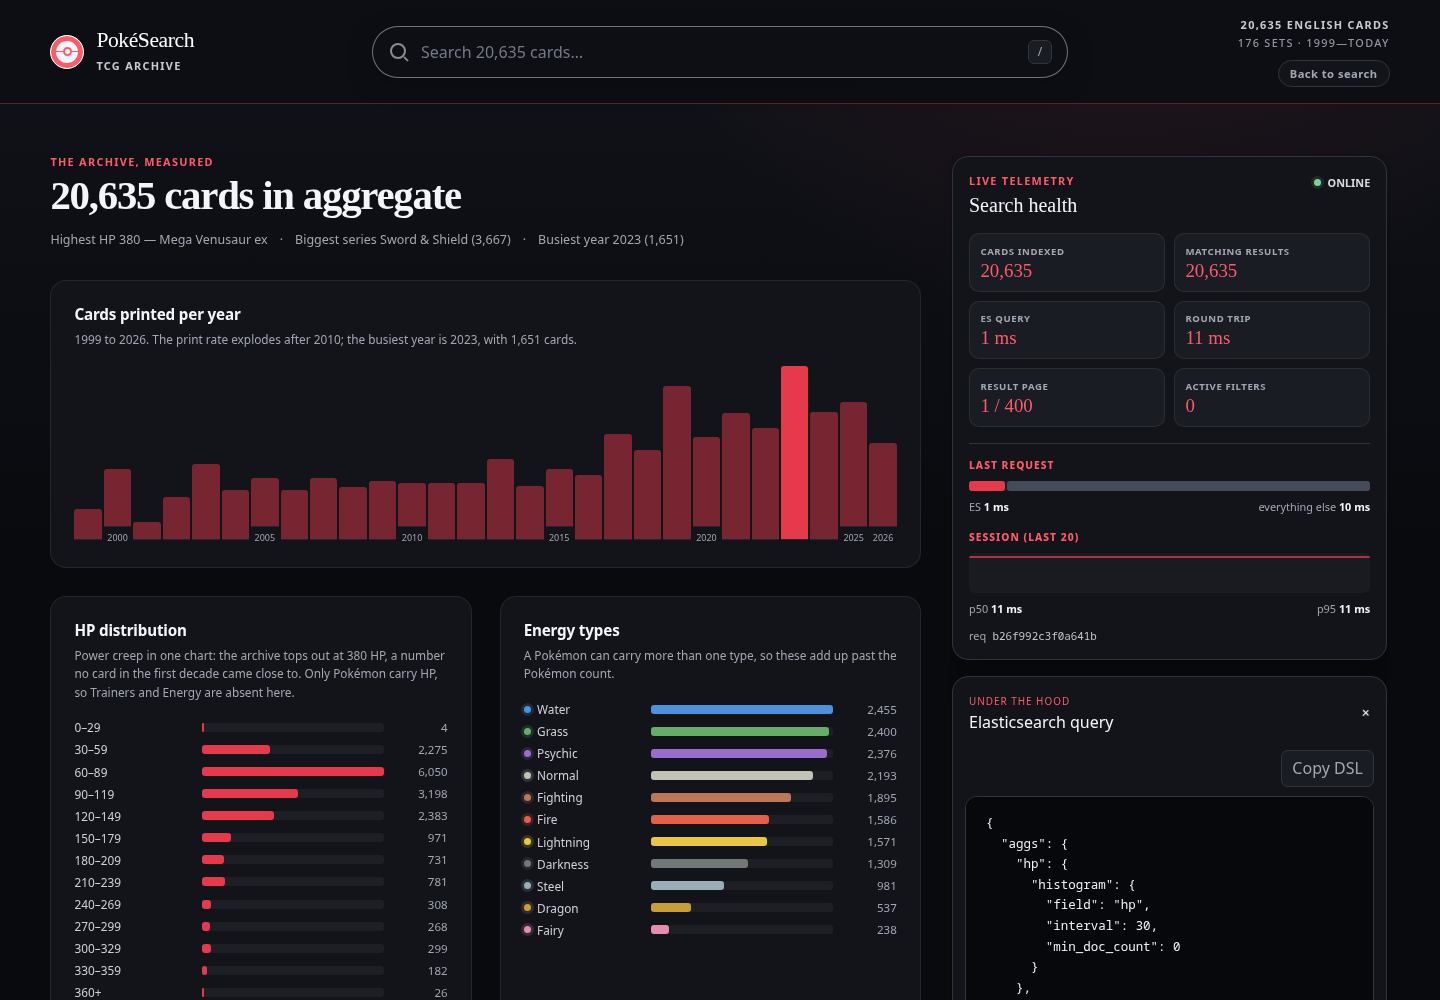 PokéSearch
TCG ARCHIVE
Search 20,635 cards...
/
20,635 ENGLISH CARDS
176 SETS · 1999—TODAY
Back to search
THE ARCHIVE, MEASURED
20,635 cards in aggregate
Highest HP 380 — Mega Venusaur ex · Biggest series Sword & Shield (3,667) · Busiest year 2023 (1,651)
Cards printed per year
1999 to 2026. The print rate explodes after 2010; the busiest year is 2023, with 1,651 cards.
2000 2005 2010 2015 2020 2025 2026
HP distribution
Power creep in one chart: the archive tops out at 380 HP, a number
no card in the first decade came close to. Only Pokémon carry HP,
so Trainers and Energy are absent here.
0–29 4
30–59 2,275
60–89 6,050
90–119 3,198
120–149 2,383
150–179 971
180–209 731
210–239 781
240–269 308
270–299 268
300–329 299
330–359 182
360+ 26
Energy types
A Pokémon can carry more than one type, so these add up past the
Pokémon count.
Water 2,455
Grass 2,400
Psychic 2,376
Normal 2,193
Fighting 1,895
Fire 1,586
Lightning 1,571
Darkness 1,309
Steel 981
Dragon 537
Fairy 238
LIVE TELEMETRY
ONLINE
Search health
CARDS INDEXED
20,635
MATCHING RESULTS
20,635
ES QUERY
1 ms
ROUND TRIP
11 ms
RESULT PAGE
1 / 400
ACTIVE FILTERS
0
LAST REQUEST
ES 1 ms everything else 10 ms
SESSION (LAST 20)
p50 11 ms p95 11 ms
req b26f992c3f0a641b
UNDER THE HOOD
Elasticsearch query
×
Copy DSL
{
"aggs": {
"hp": {
"histogram": {
"field": "hp",
"interval": 30,
"min_doc_count": 0
}
},